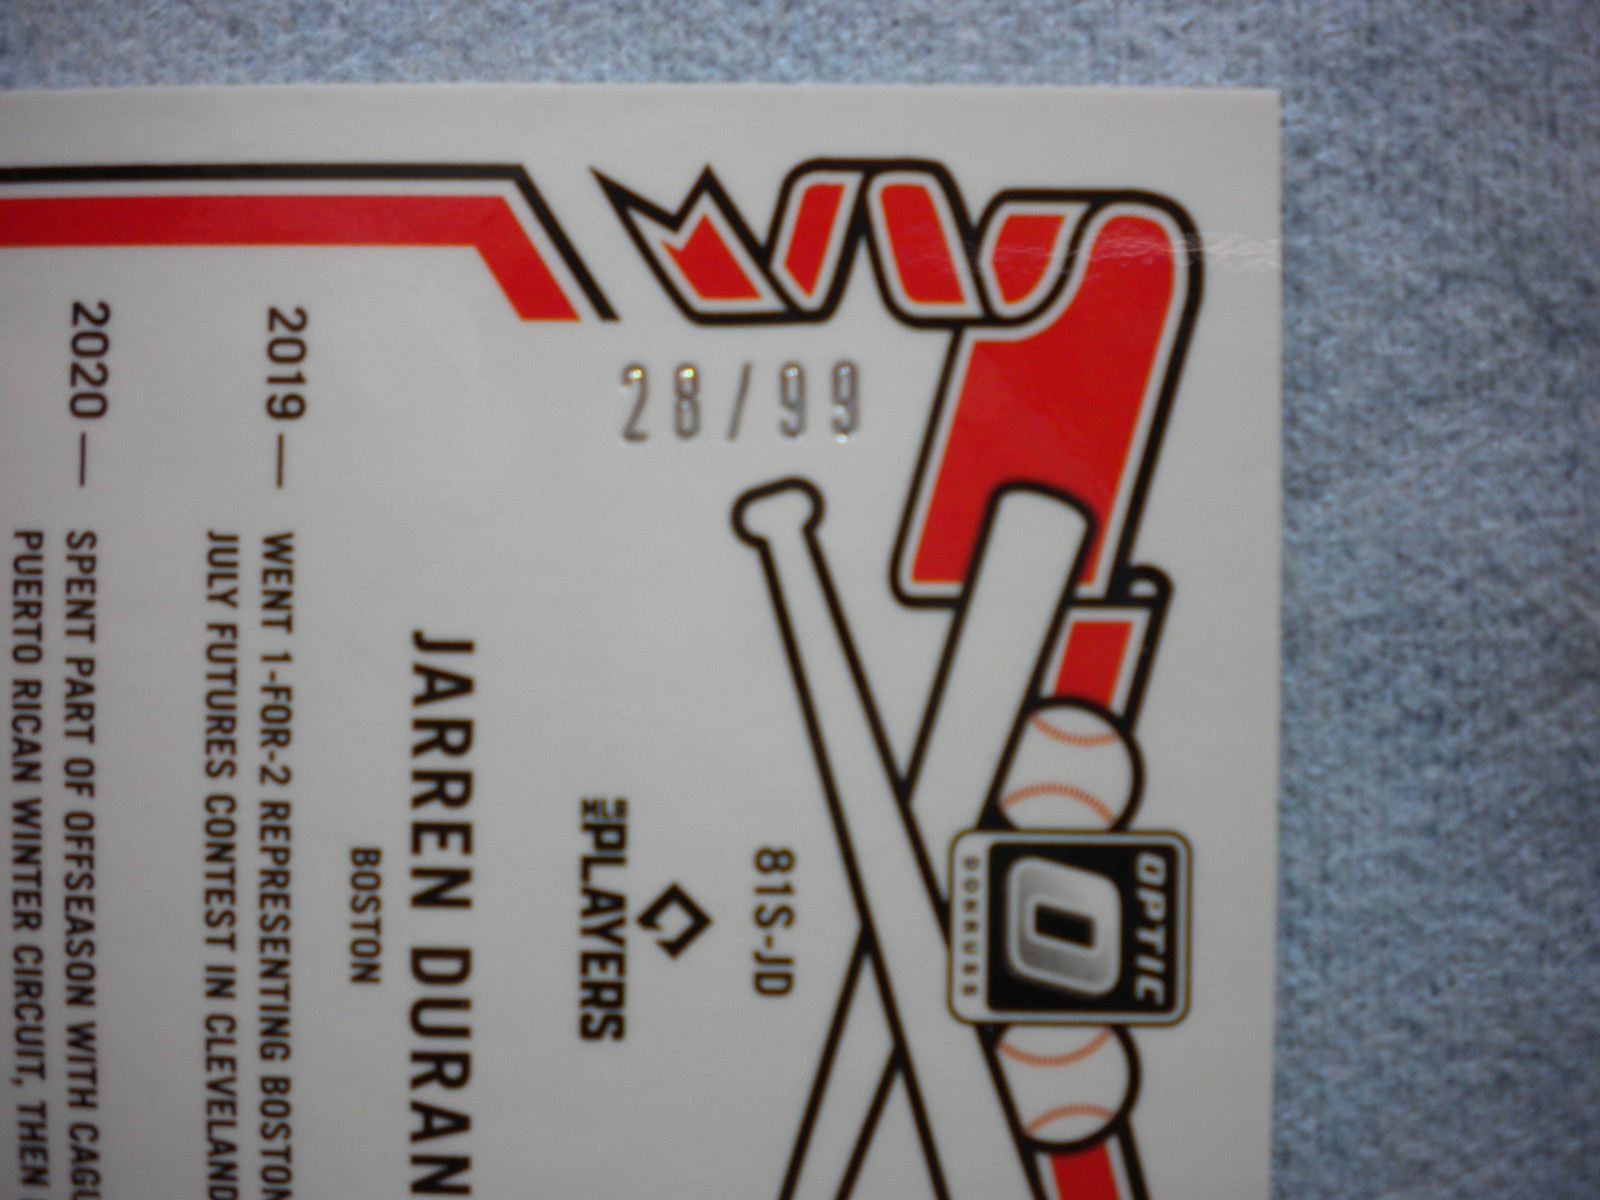 OPTIC
DONRUSS
81S-JD
28/99
MLB PLAYERS
JARREN DURAN
BOSTON
2019 — WENT 1-FOR-2 REPRESENTING BOSTON
JULY FUTURES CONTEST IN CLEVELAND
2020 — SPENT PART OF OFFSEASON WITH CAGU
PUERTO RICAN WINTER CIRCUIT, THEN